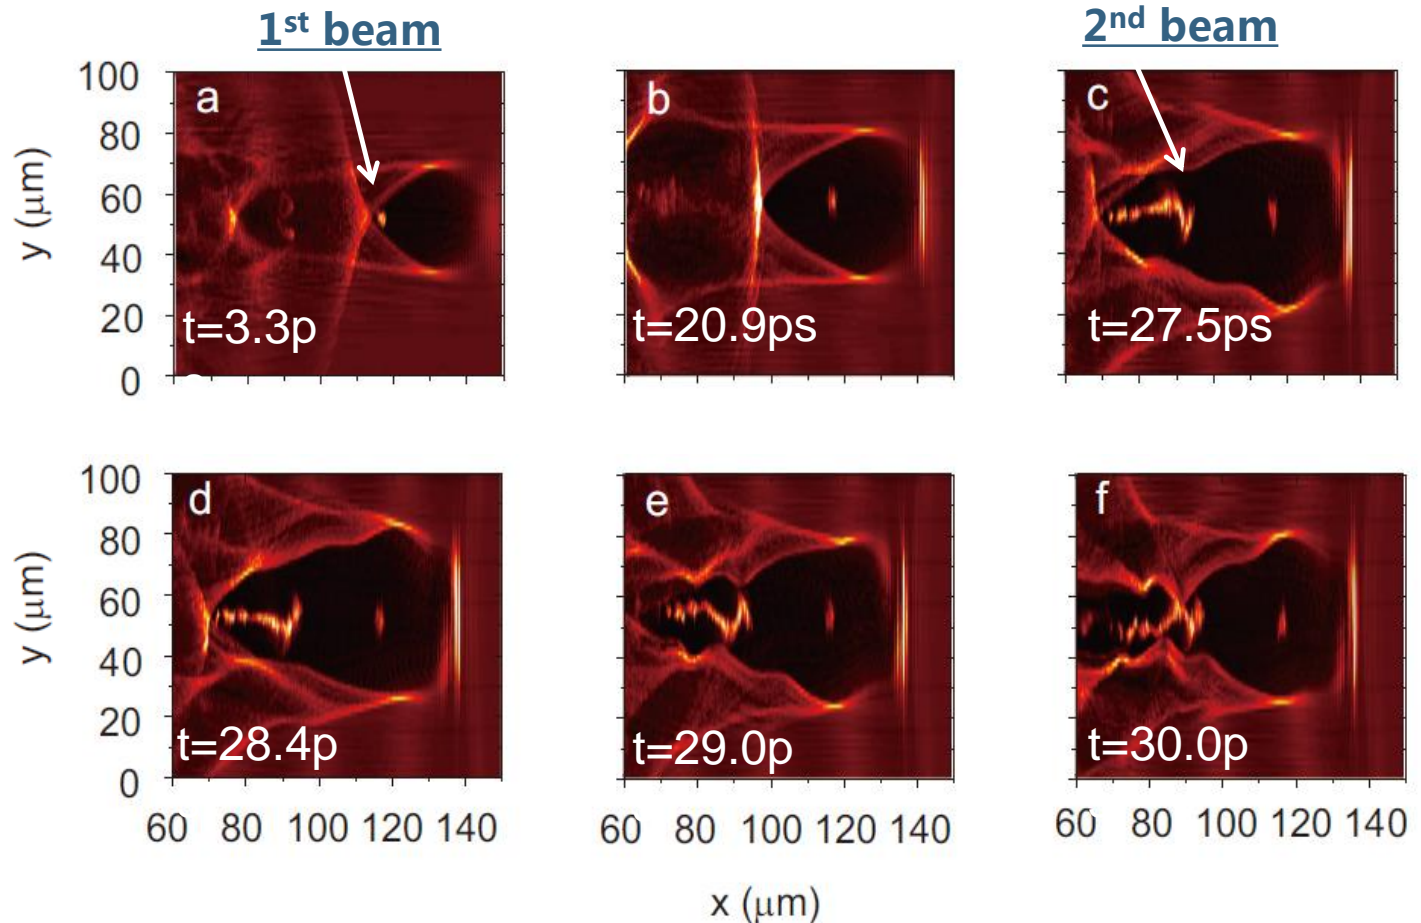 1st beam
2nd beam
100
80
60
40
20
0
y (μm)
a
t=3.3p
b
t=20.9ps
c
t=27.5ps
100
80
60
40
20
0
y (μm)
d
t=28.4p
e
t=29.0p
f
t=30.0p
60 80 100 120 140
60 80 100 120 140
60 80 100 120 140
x (μm)